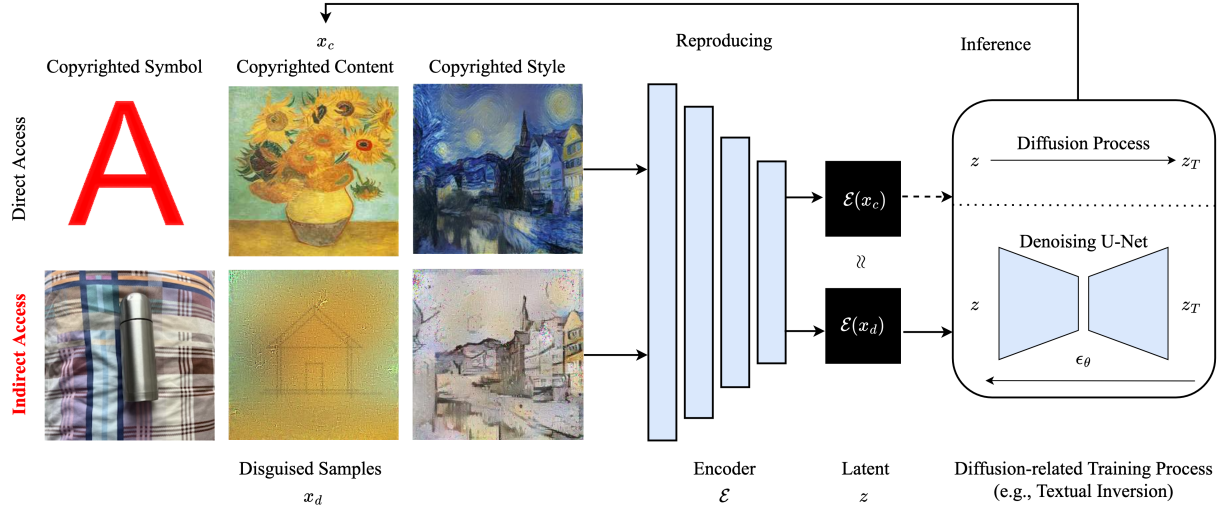 x_c
Reproducing
Inference
Copyrighted Symbol
Copyrighted Content
Copyrighted Style
Direct Access
A
Indirect Access
ℰ(x_c)
≈
ℰ(x_d)
z
Diffusion Process
z_T
Denoising U-Net
z
z_T
ϵ_θ
Disguised Samples
x_d
Encoder
ℰ
Latent
z
Diffusion-related Training Process
(e.g., Textual Inversion)